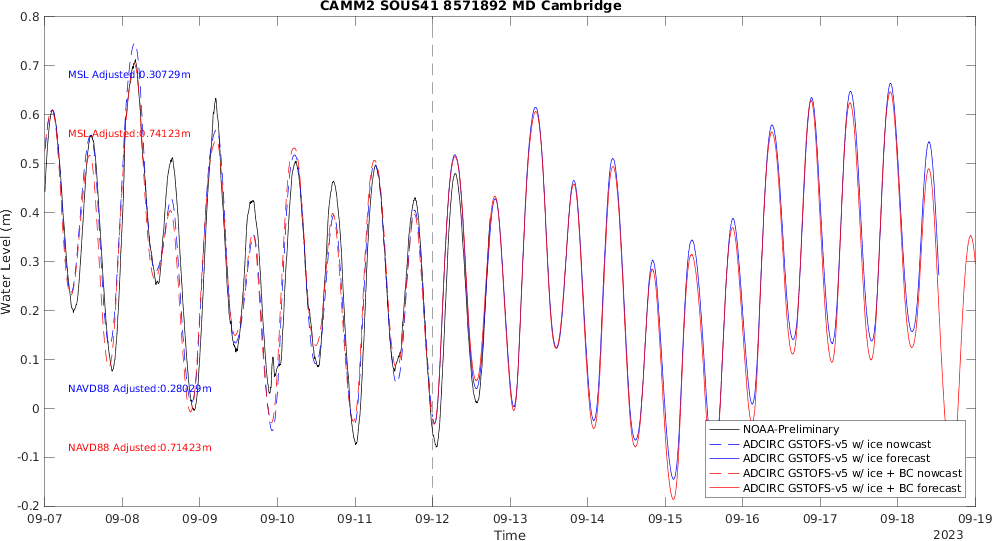 CAMM2 SOUS41 8571892 MD Cambridge
0.8
0.7
0.6
0.5
0.4
0.3
0.2
0.1
0
-0.1
-0.2
Water Level (m)
MSL Adjusted:0.30729m
MSL Adjusted:0.74123m
NAVD88 Adjusted:0.28029m
NAVD88 Adjusted:0.71423m
NOAA-Preliminary
ADCIRC GSTOFS-v5 w/ ice nowcast
ADCIRC GSTOFS-v5 w/ ice forecast
ADCIRC GSTOFS-v5 w/ ice + BC nowcast
ADCIRC GSTOFS-v5 w/ ice + BC forecast
09-07 09-08 09-09 09-10 09-11 09-12 09-13 09-14 09-15 09-16 09-17 09-18 09-19
Time
2023